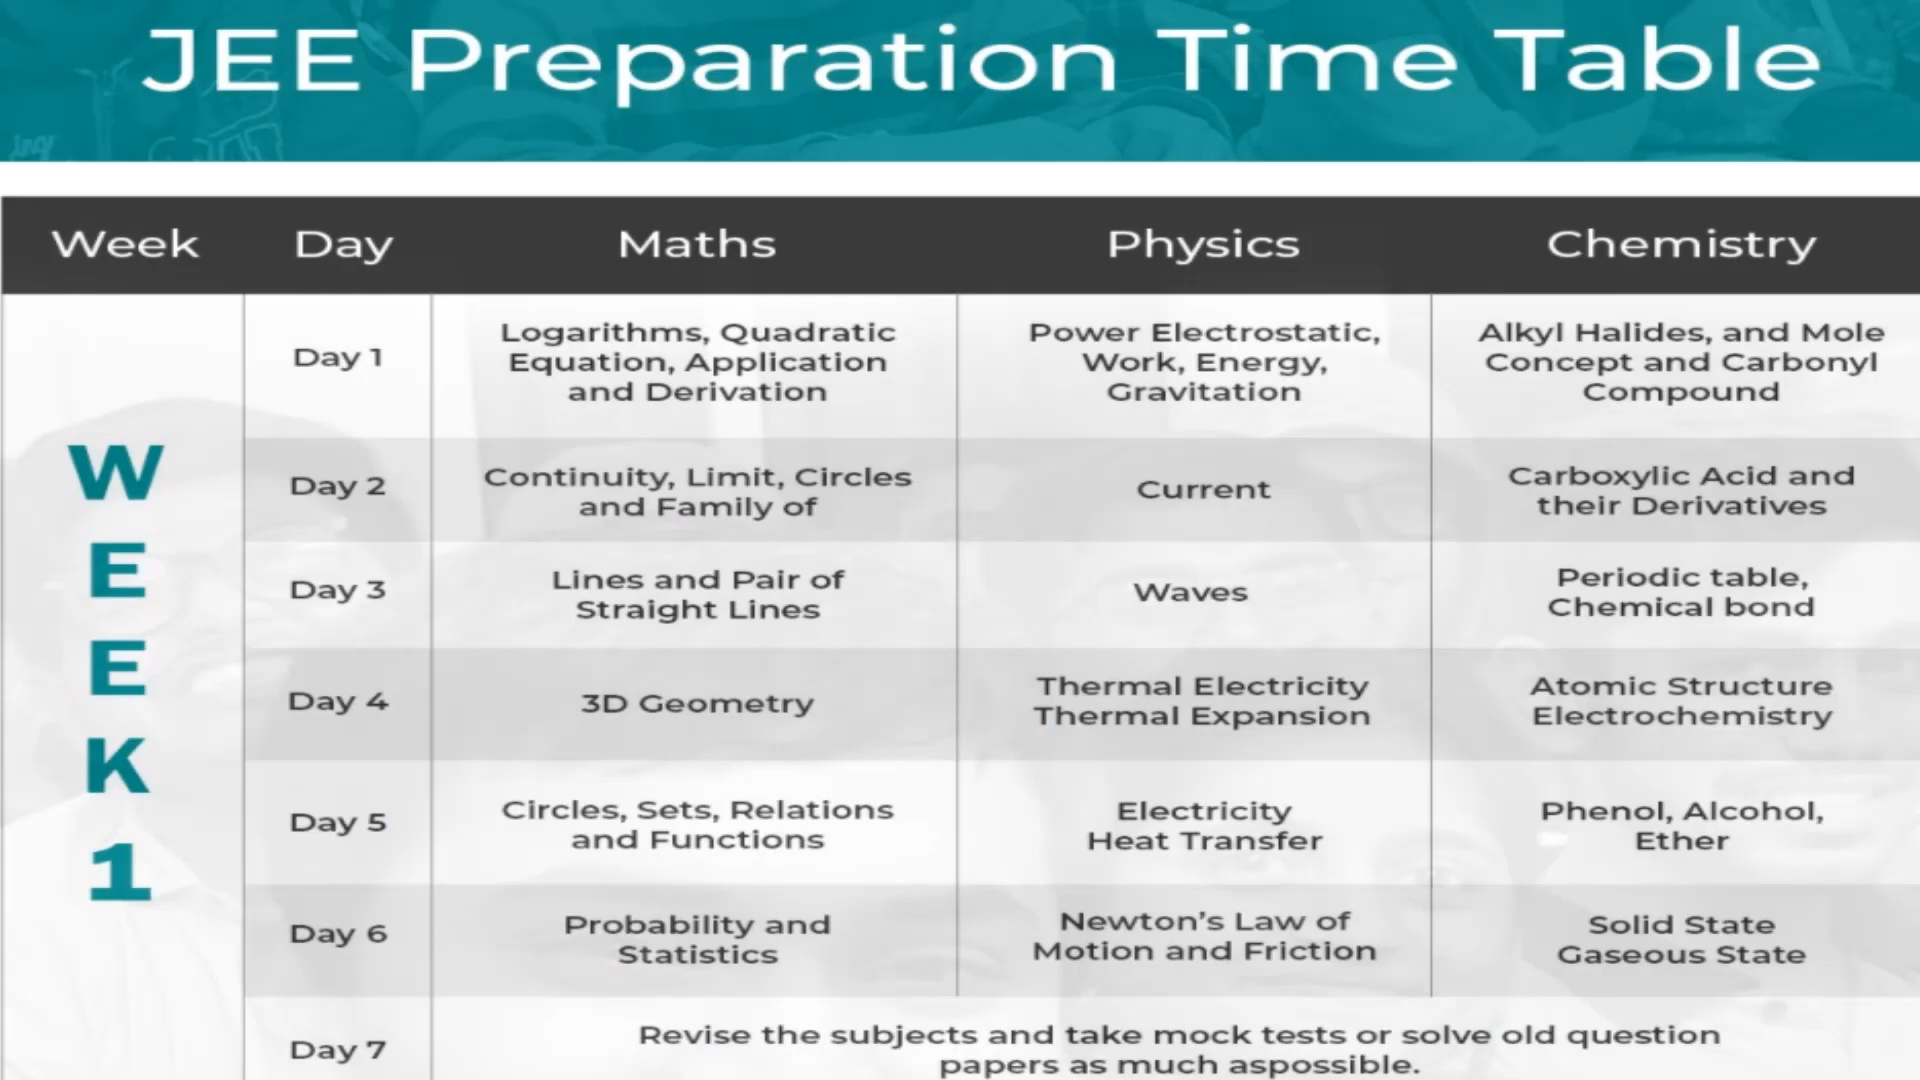 JEE Preparation Time Table
Week Day Maths Physics Chemistry
WEEK 1
Day 1
Logarithms, Quadratic
Equation, Application
and Derivation
Power Electrostatic,
Work, Energy,
Gravitation
Alkyl Halides, and Mole
Concept and Carbonyl
Compound
Day 2
Continuity, Limit, Circles
and Family of
Current
Carboxylic Acid and
their Derivatives
Day 3
Lines and Pair of
Straight Lines
Waves
Periodic table,
Chemical bond
Day 4
3D Geometry
Thermal Electricity
Thermal Expansion
Atomic Structure
Electrochemistry
Day 5
Circles, Sets, Relations
and Functions
Electricity
Heat Transfer
Phenol, Alcohol,
Ether
Day 6
Probability and
Statistics
Newton’s Law of
Motion and Friction
Solid State
Gaseous State
Day 7
Revise the subjects and take mock tests or solve old question
papers as much aspossible.